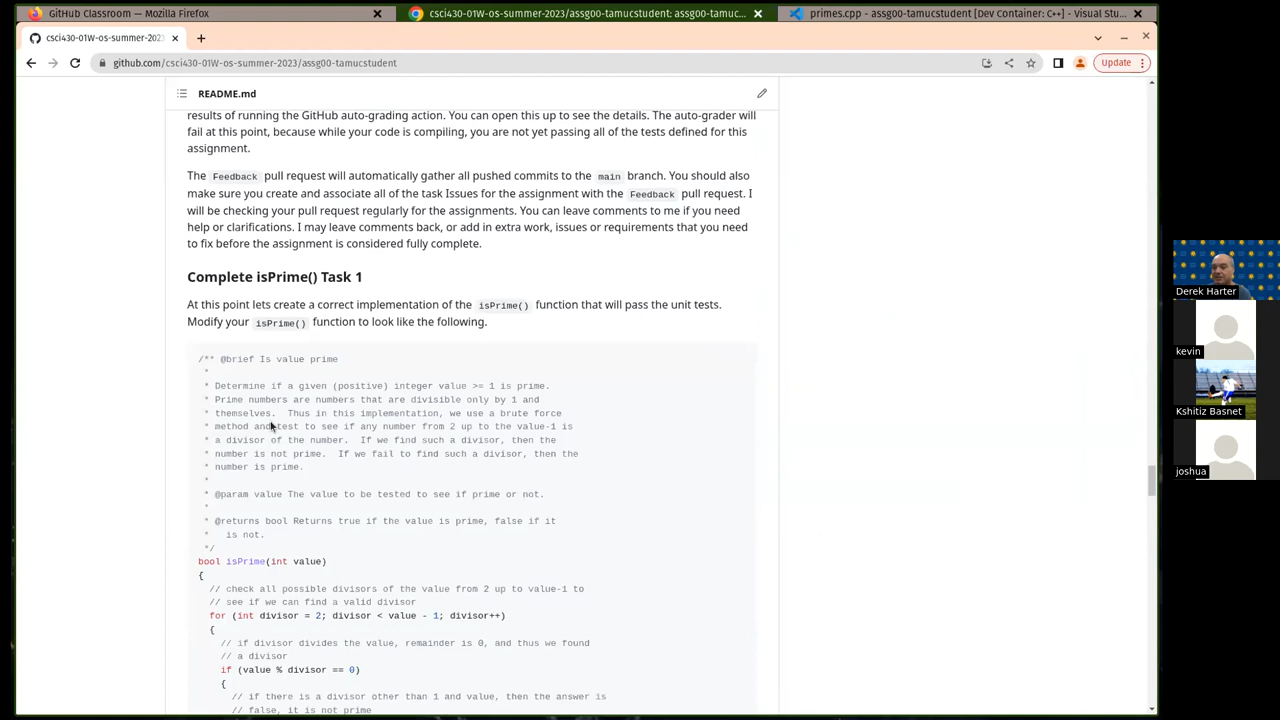 GitHub Classroom — Mozilla Firefox
csci430-01W-os-summer-2023/assg00-tamucstudent: assg00-tamuc...
primes.cpp - assg00-tamucstudent [Dev Container: C++] - Visual Stu...
csci430-01W-os-summer-202
github.com/csci430-01W-os-summer-2023/assg00-tamucstudent
Update
README.md
results of running the GitHub auto-grading action. You can open this up to see the details. The auto-grader will
fail at this point, because while your code is compiling, you are not yet passing all of the tests defined for this
assignment.
The Feedback pull request will automatically gather all pushed commits to the main branch. You should also
make sure you create and associate all of the task Issues for the assignment with the Feedback pull request. I
will be checking your pull request regularly for the assignments. You can leave comments to me if you need
help or clarifications. I may leave comments back, or add in extra work, issues or requirements that you need
to fix before the assignment is considered fully complete.
Complete isPrime() Task 1
At this point lets create a correct implementation of the isPrime() function that will pass the unit tests.
Modify your isPrime() function to look like the following.
/** @brief Is value prime
*
* Determine if a given (positive) integer value >= 1 is prime.
* Prime numbers are numbers that are divisible only by 1 and
* themselves.  Thus in this implementation, we use a brute force
* method and test to see if any number from 2 up to the value-1 is
* a divisor of the number.  If we find such a divisor, then the
* number is not prime.  If we fail to find such a divisor, then the
* number is prime.
*
* @param value The value to be tested to see if prime or not.
*
* @returns bool Returns true if the value is prime, false if it
*   is not.
*/
bool isPrime(int value)
{
// check all possible divisors of the value from 2 up to value-1 to
// see if we can find a valid divisor
for (int divisor = 2; divisor < value - 1; divisor++)
{
// if divisor divides the value, remainder is 0, and thus we found
// a divisor
if (value % divisor == 0)
{
// if there is a divisor other than 1 and value, then the answer is
// false, it is not prime
Derek Harter
kevin
Kshitiz Basnet
joshua